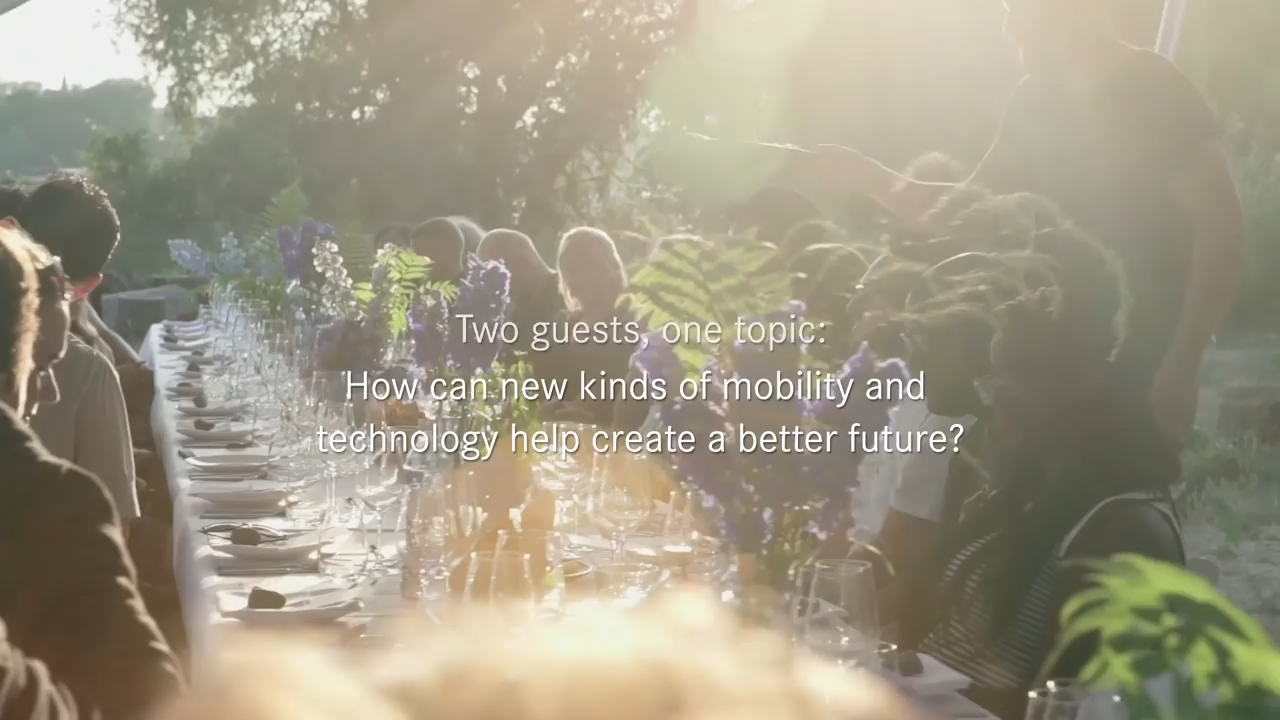 Two guests, one topic:
How can new kinds of mobility and
technology help create a better future?